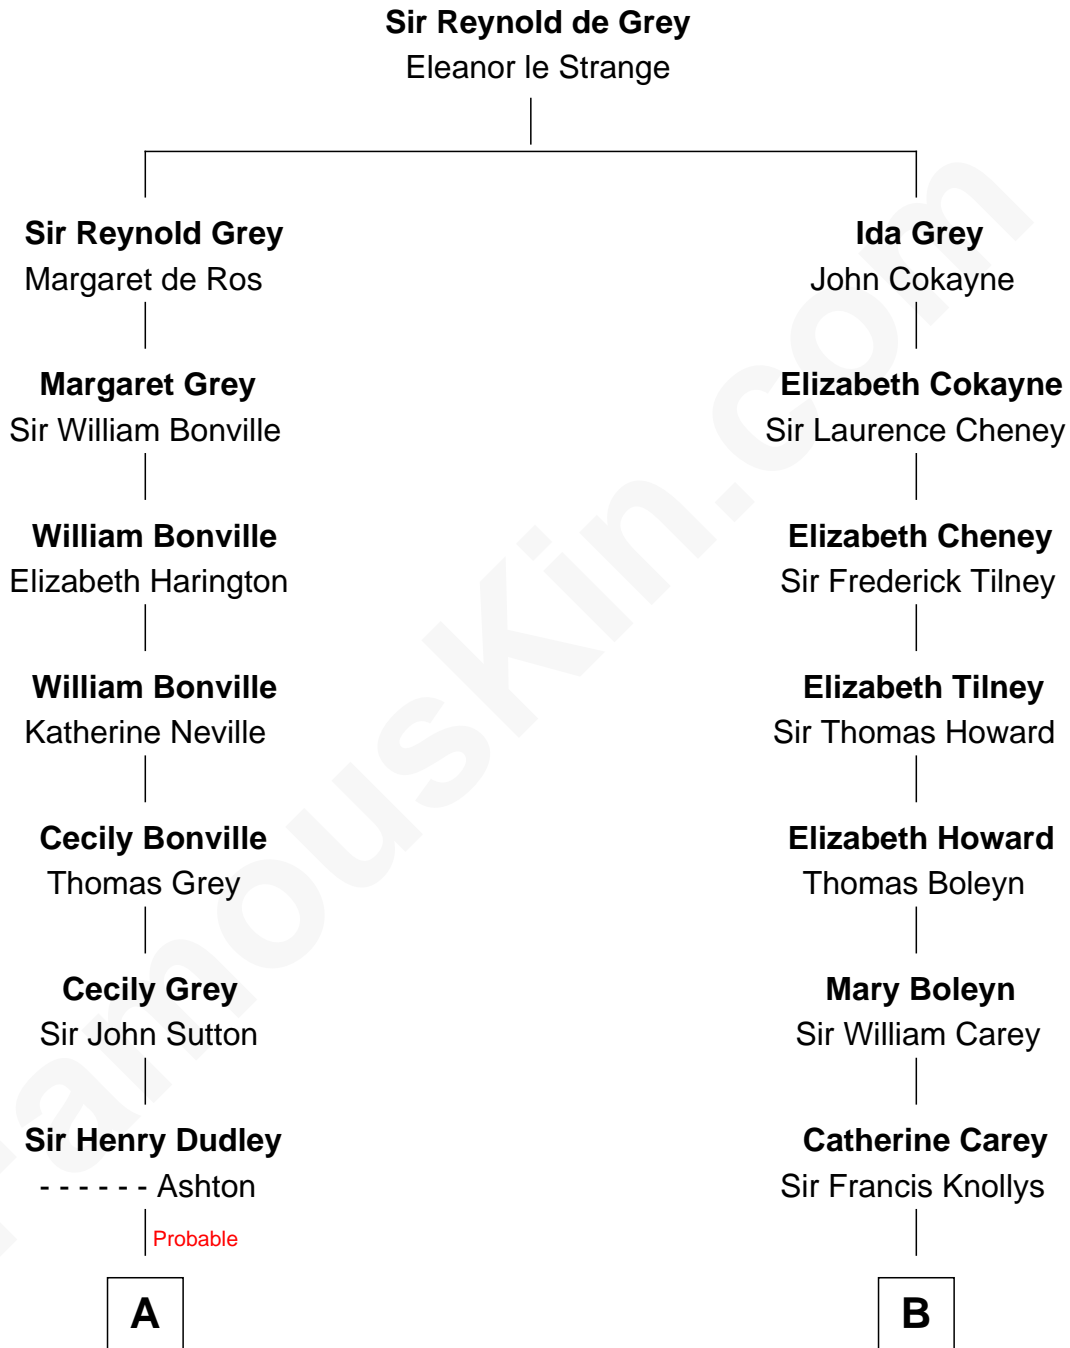 Sir Reynold de Grey
Eleanor le Strange
Sir Reynold Grey
Margaret de Ros
Ida Grey
John Cokayne
Margaret Grey
Sir William Bonville
Elizabeth Cokayne
Sir Laurence Cheney
William Bonville
Elizabeth Harington
Elizabeth Cheney
Sir Frederick Tilney
William Bonville
Katherine Neville
Elizabeth Tilney
Sir Thomas Howard
Cecily Bonville
Thomas Grey
Elizabeth Howard
Thomas Boleyn
Cecily Grey
Sir John Sutton
Mary Boleyn
Sir William Carey
Sir Henry Dudley
- - - - - - Ashton
Catherine Carey
Sir Francis Knollys
Probable
A
B
FamousKin.com